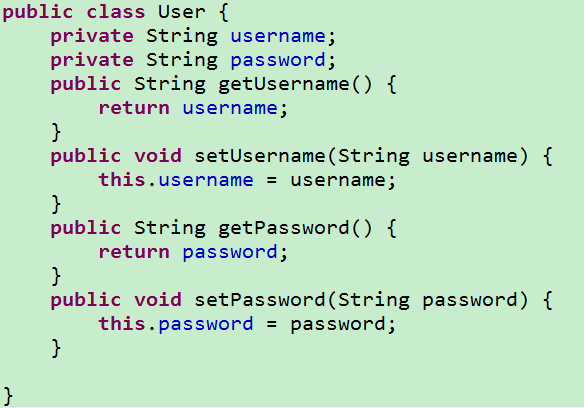 public class User {
    private String username;
    private String password;
    public String getUsername() {
        return username;
    }
    public void setUsername(String username) {
        this.username = username;
    }
    public String getPassword() {
        return password;
    }
    public void setPassword(String password) {
        this.password = password;
    }

}